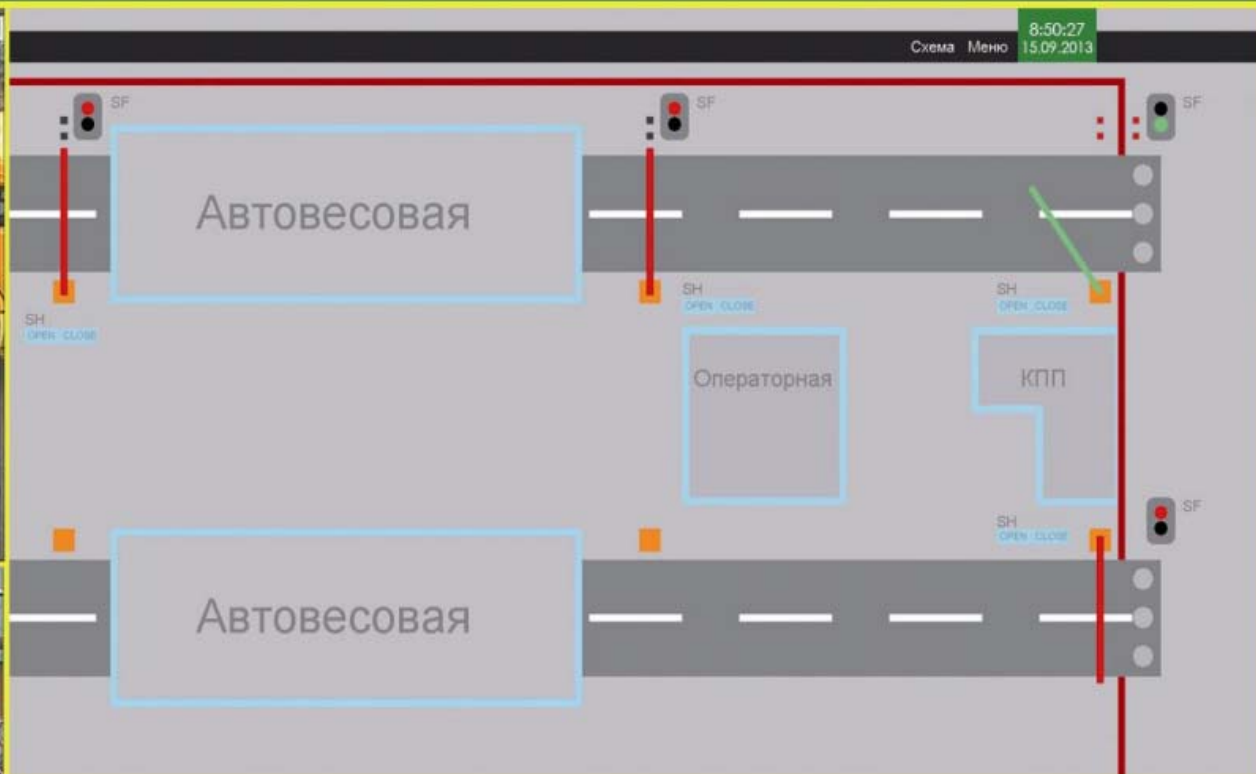 8:50:27
Схема Меню 15.09.2013
SF
SF
SF
Автовесовая
SH
OPEN CLOSE
SH
OPEN CLOSE
SH
OPEN CLOSE
Операторная
КПП
SF
SH
OPEN CLOSE
Автовесовая